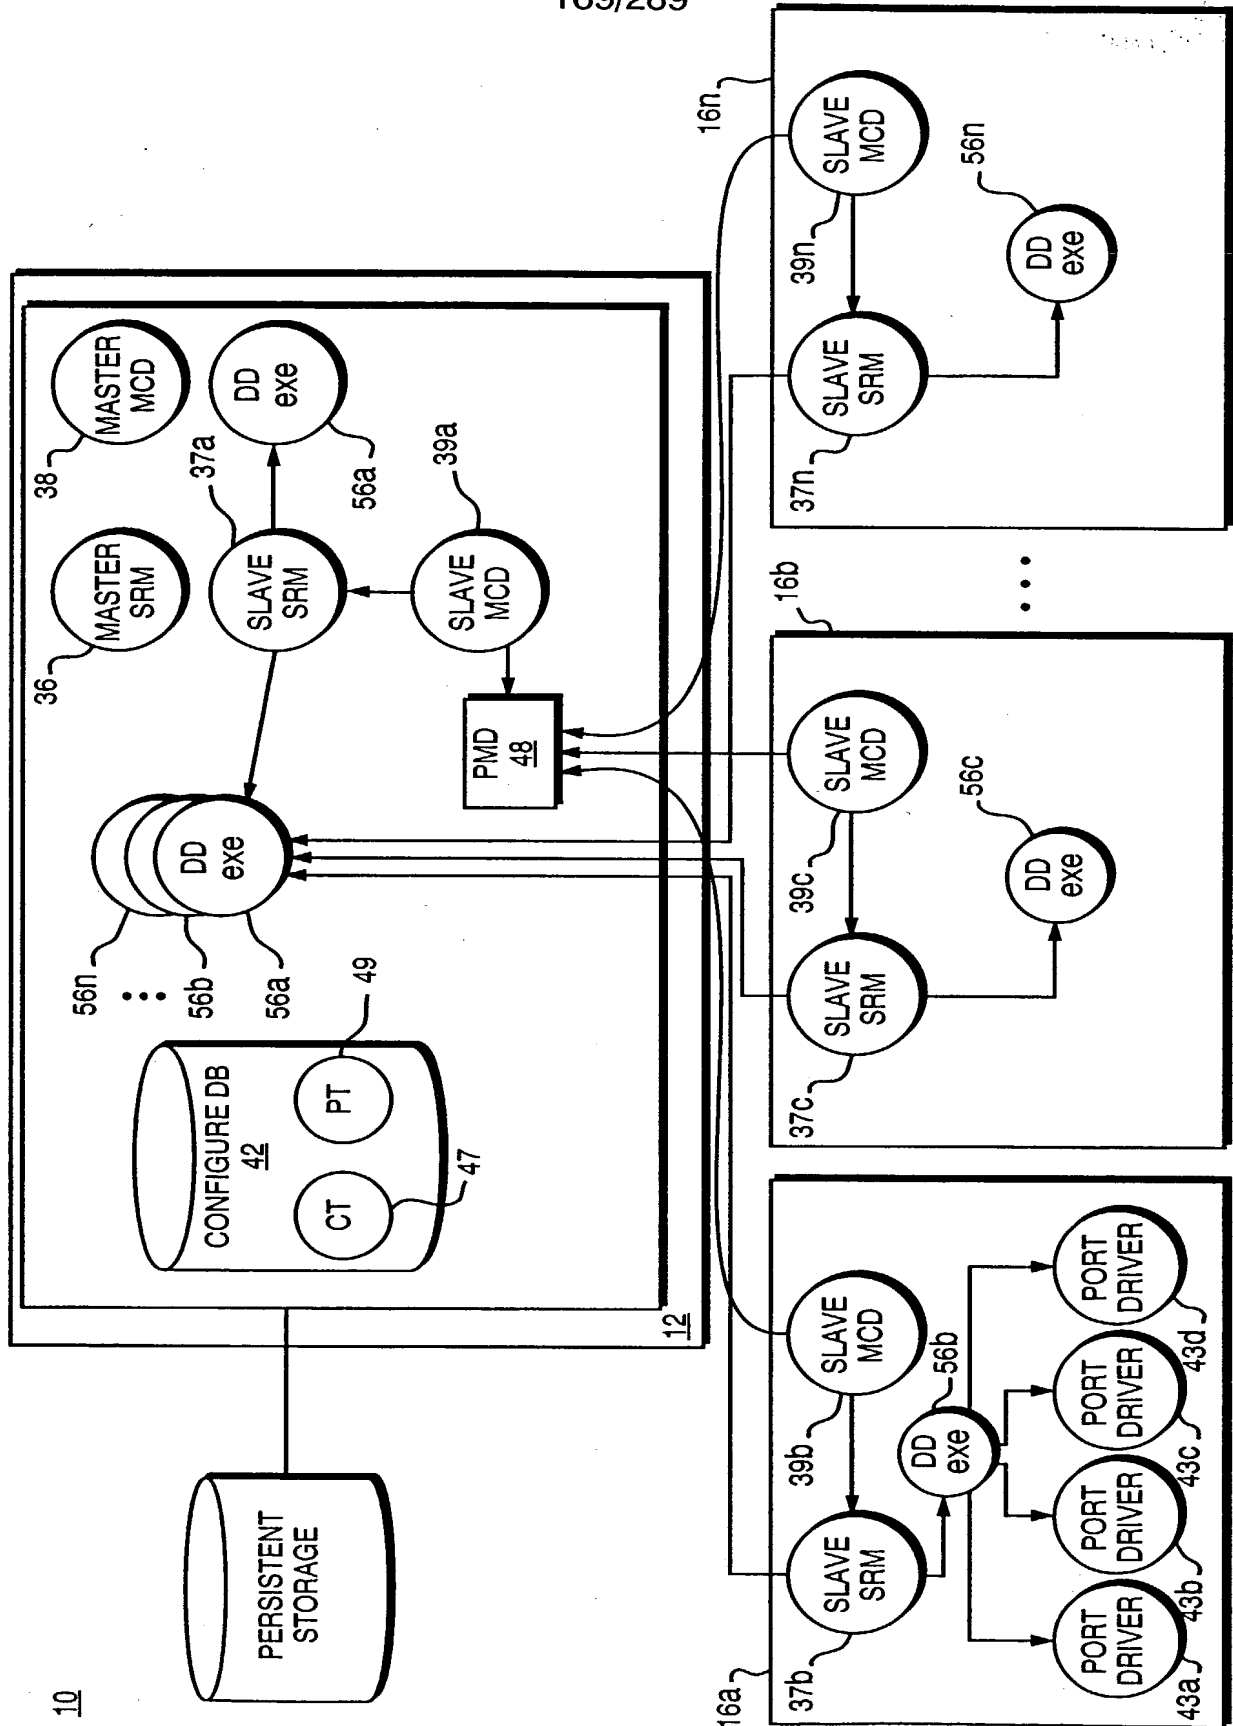 169/289
10
PERSISTENT
STORAGE
12
CONFIGURE DB
42
CT
PT
47
49
56n
56b
56a
DD
exe
36
MASTER
SRM
38
MASTER
MCD
37a
SLAVE
SRM
DD
exe
56a
39a
SLAVE
MCD
PMD
48
16a
37b
SLAVE
SRM
39b
SLAVE
MCD
DD
exe
56b
PORT
DRIVER
43a
PORT
DRIVER
43b
PORT
DRIVER
43c
PORT
DRIVER
43d
16b
37c
SLAVE
SRM
39c
SLAVE
MCD
DD
exe
56c
16n
37n
SLAVE
SRM
39n
SLAVE
MCD
DD
exe
56n